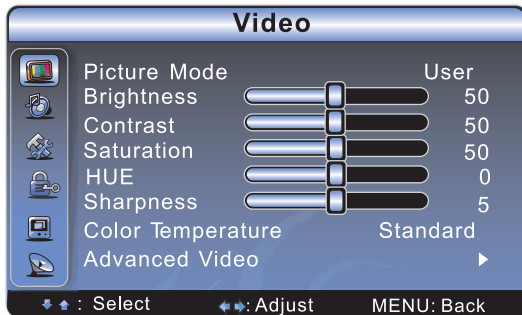 Video
Picture Mode User
Brightness 50
Contrast 50
Saturation 50
HUE 0
Sharpness 5
Color Temperature Standard
Advanced Video
: Select : Adjust MENU: Back